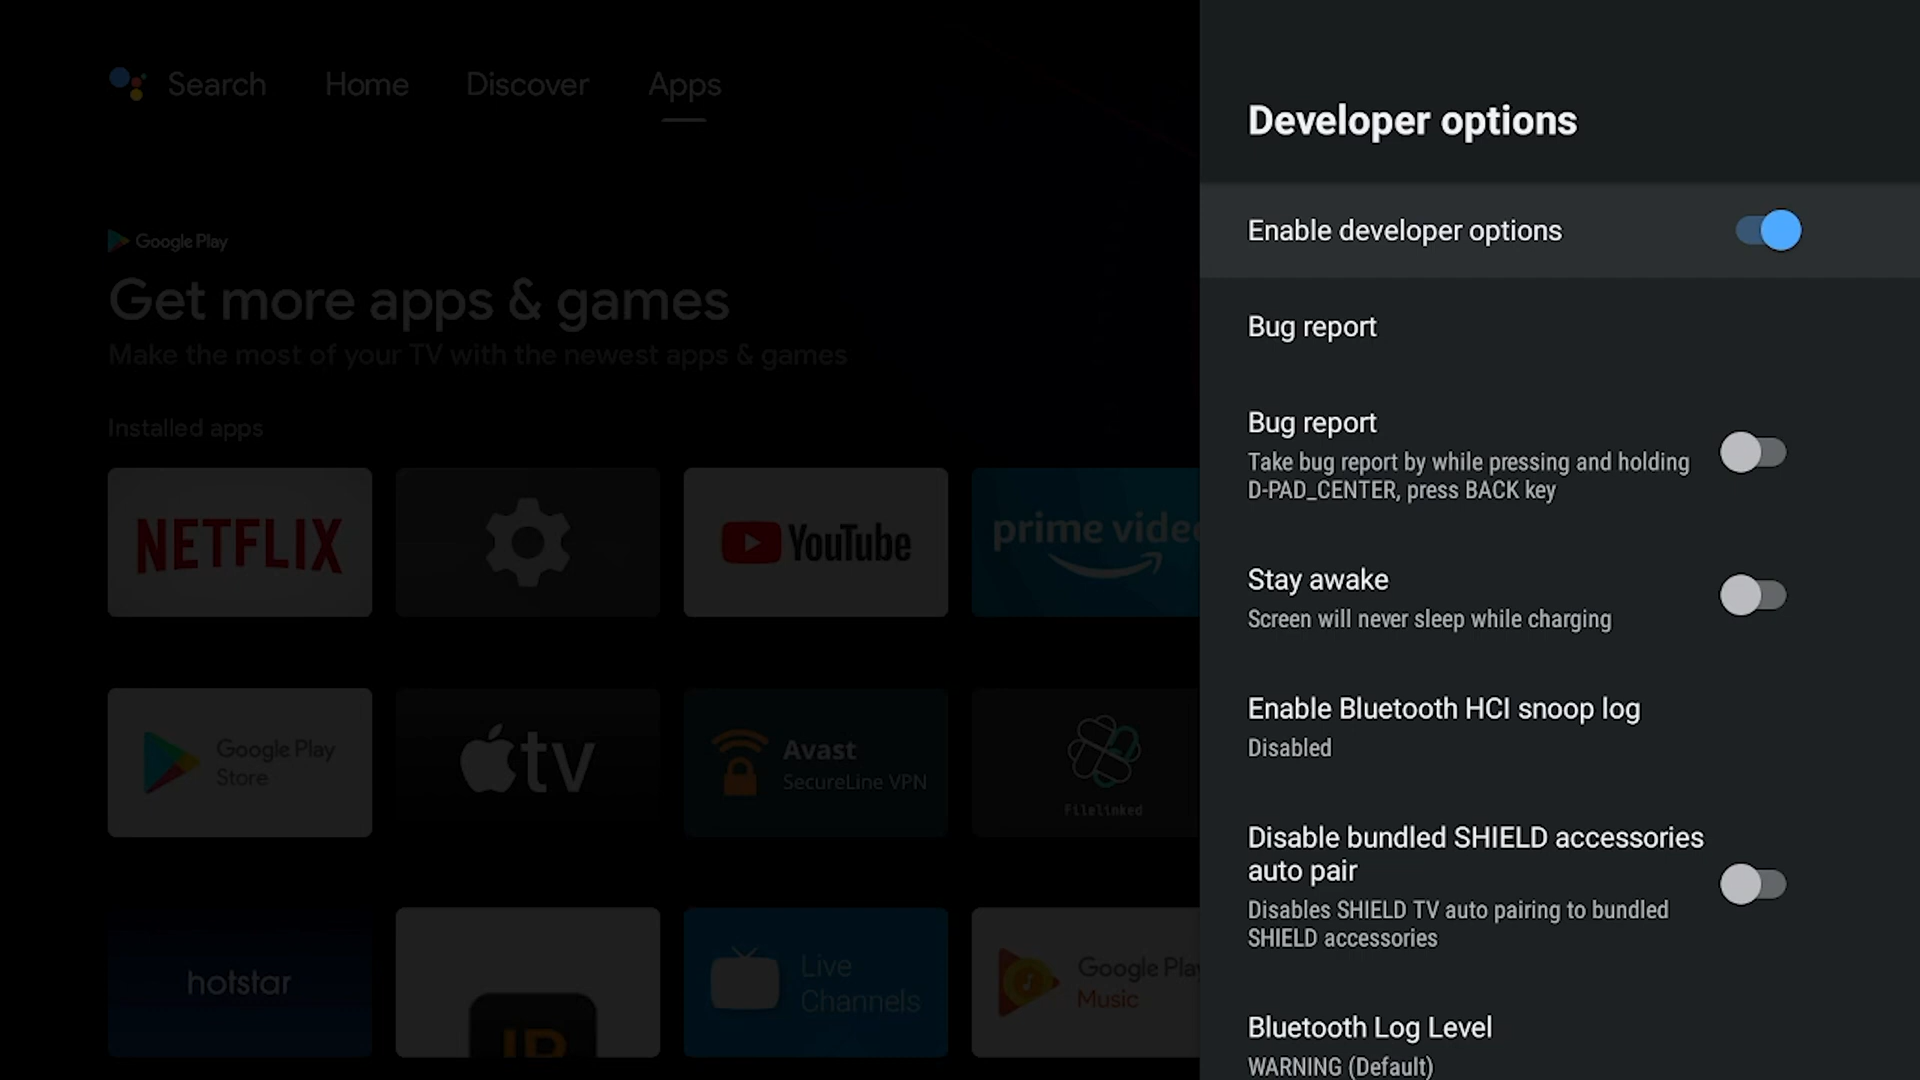 Search Home Discover Apps
Google Play
Get more apps & games
Make the most of your TV with the newest apps & games
Installed apps
NETFLIX
YouTube
prime video
Google Play
Store
tv
Avast
SecureLine VPN
Filelinked
hotstar
IP
Live
Channels
Google Play
Music
Developer options
Enable developer options
Bug report
Bug report
Take bug report by while pressing and holding
D-PAD_CENTER, press BACK key
Stay awake
Screen will never sleep while charging
Enable Bluetooth HCI snoop log
Disabled
Disable bundled SHIELD accessories
auto pair
Disables SHIELD TV auto pairing to bundled
SHIELD accessories
Bluetooth Log Level
WARNING (Default)